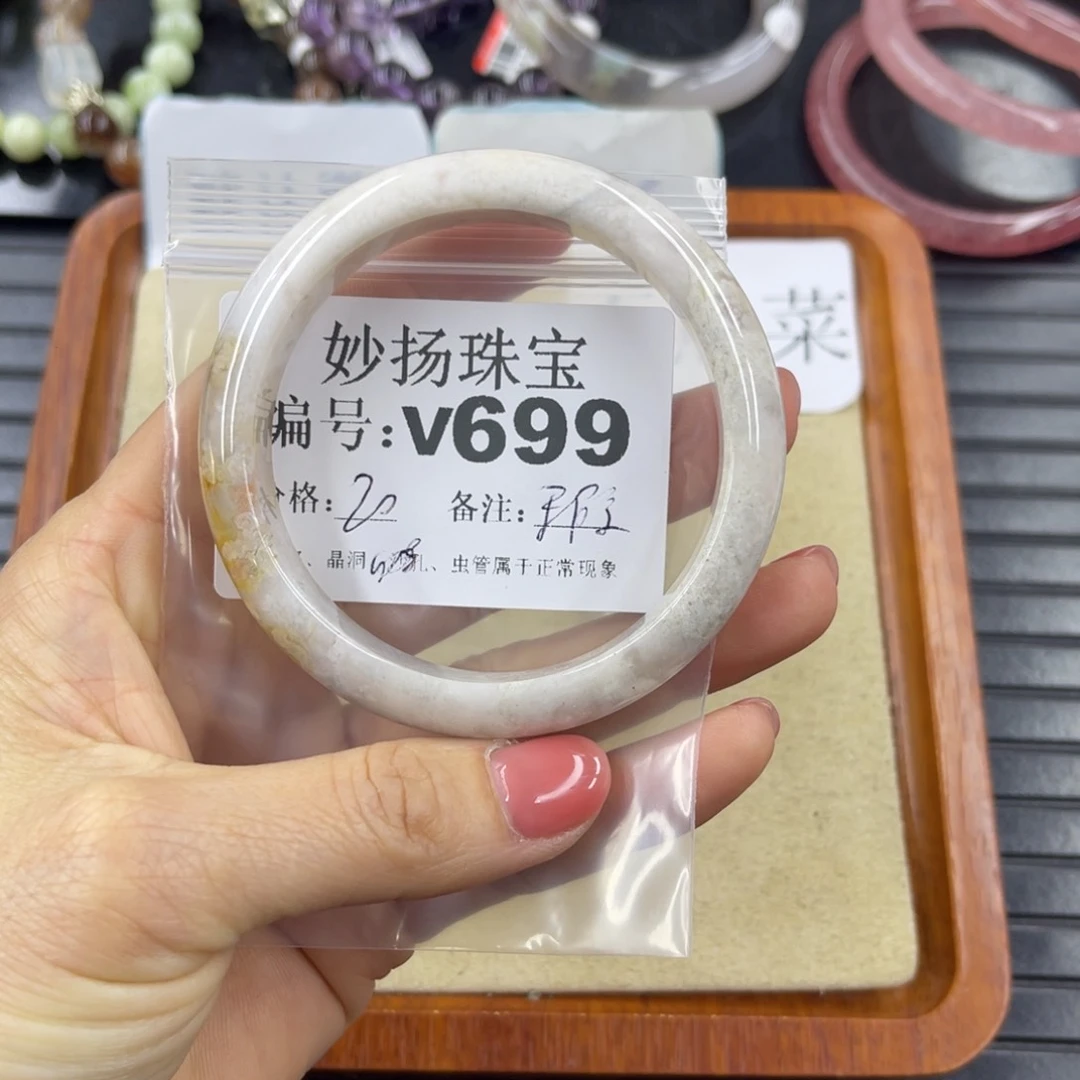 妙扬珠宝
编号:v699
格:20 备注:
、晶洞、 孔、虫管属于正常现象
菜